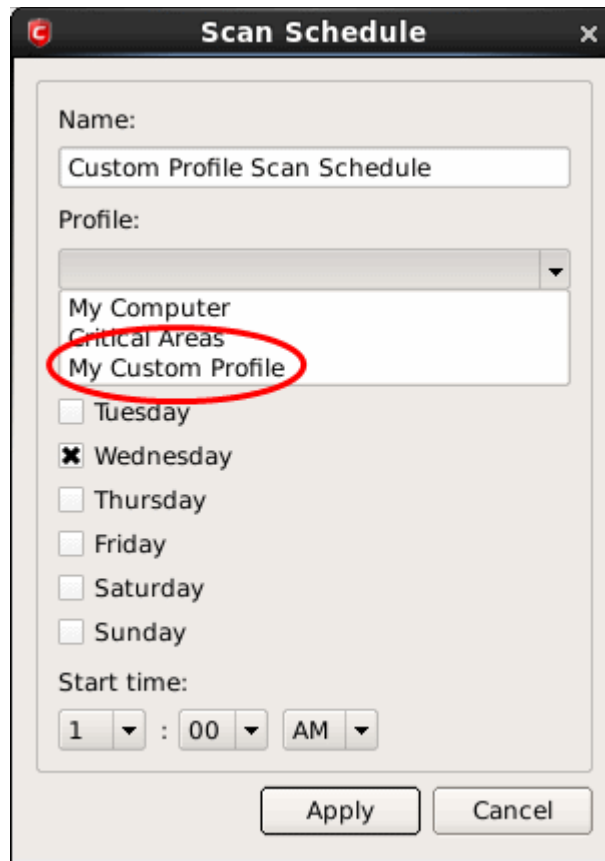 Scan Schedule
Name:
Custom Profile Scan Schedule
Profile:
My Computer
Critical Areas
My Custom Profile
Tuesday
Wednesday
Thursday
Friday
Saturday
Sunday
Start time:
1 : 00 AM
Apply Cancel